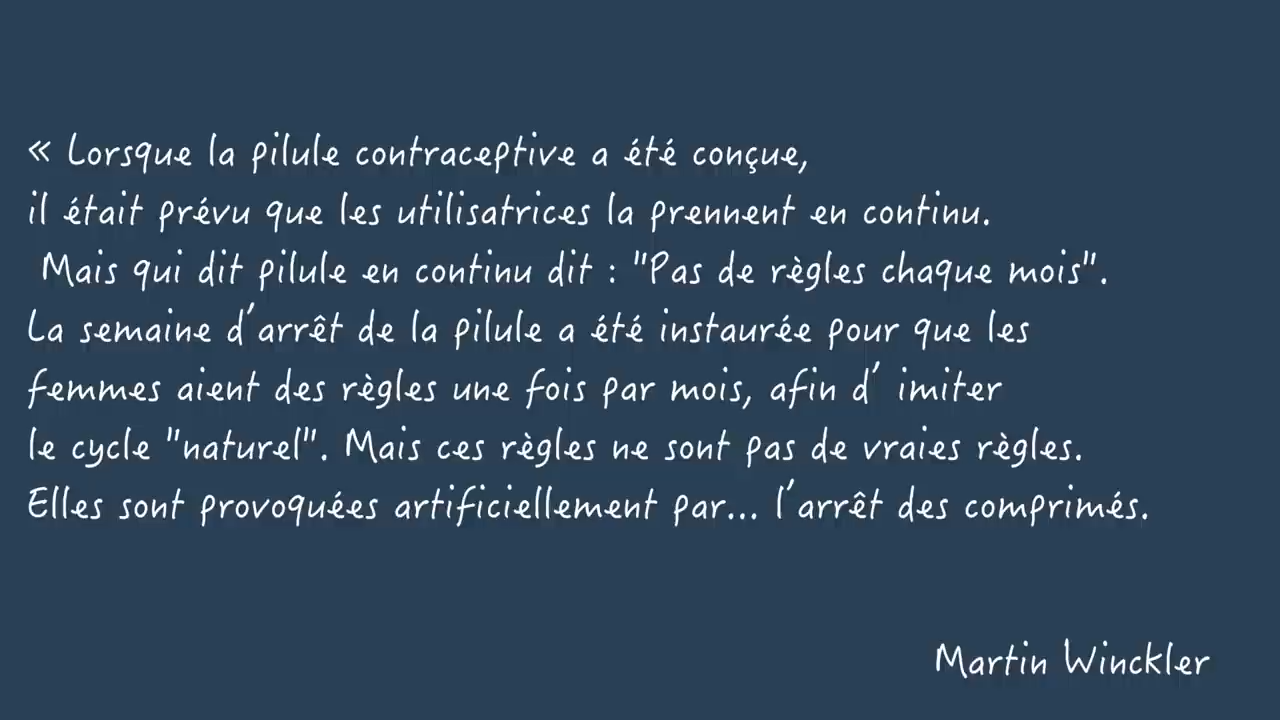 « Lorsque la pilule contraceptive a été conçue,
il était prévu que les utilisatrices la prennent en continu.
Mais qui dit pilule en continu dit : "Pas de règles chaque mois".
La semaine d'arrêt de la pilule a été instaurée pour que les
femmes aient des règles une fois par mois, afin d' imiter
le cycle "naturel". Mais ces règles ne sont pas de vraies règles.
Elles sont provoquées artificiellement par... l'arrêt des comprimés.
Martin Winckler